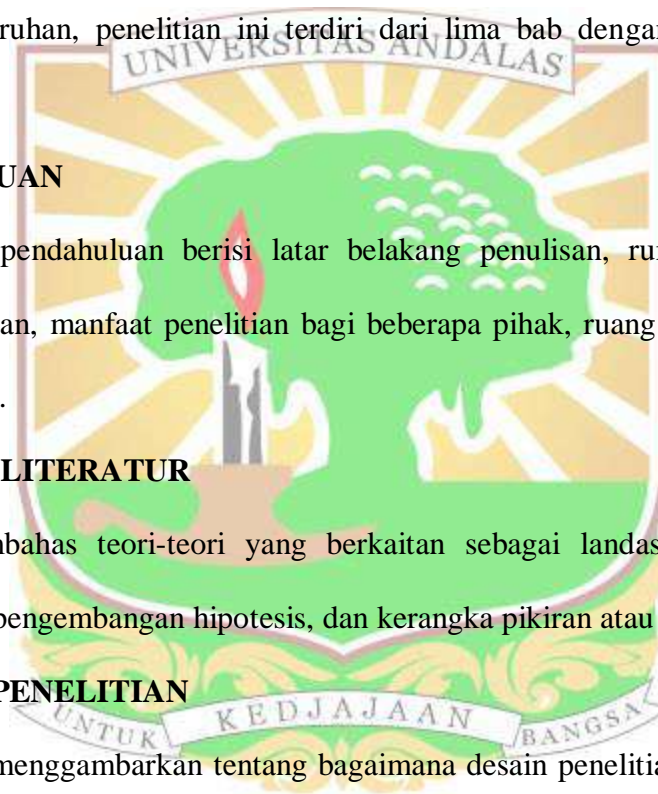 ruhan, penelitian ini terdiri dari lima bab dengan
UNIVERSITAS ANDALAS
UAN
pendahuluan berisi latar belakang penulisan, ru
an, manfaat penelitian bagi beberapa pihak, ruang
.
LITERATUR
bahas teori-teori yang berkaitan sebagai landas
pengembangan hipotesis, dan kerangka pikiran atau
PENELITIAN
UNTUK KEDJAJAAN BANGSA
menggambarkan tentang bagaimana desain penelitia